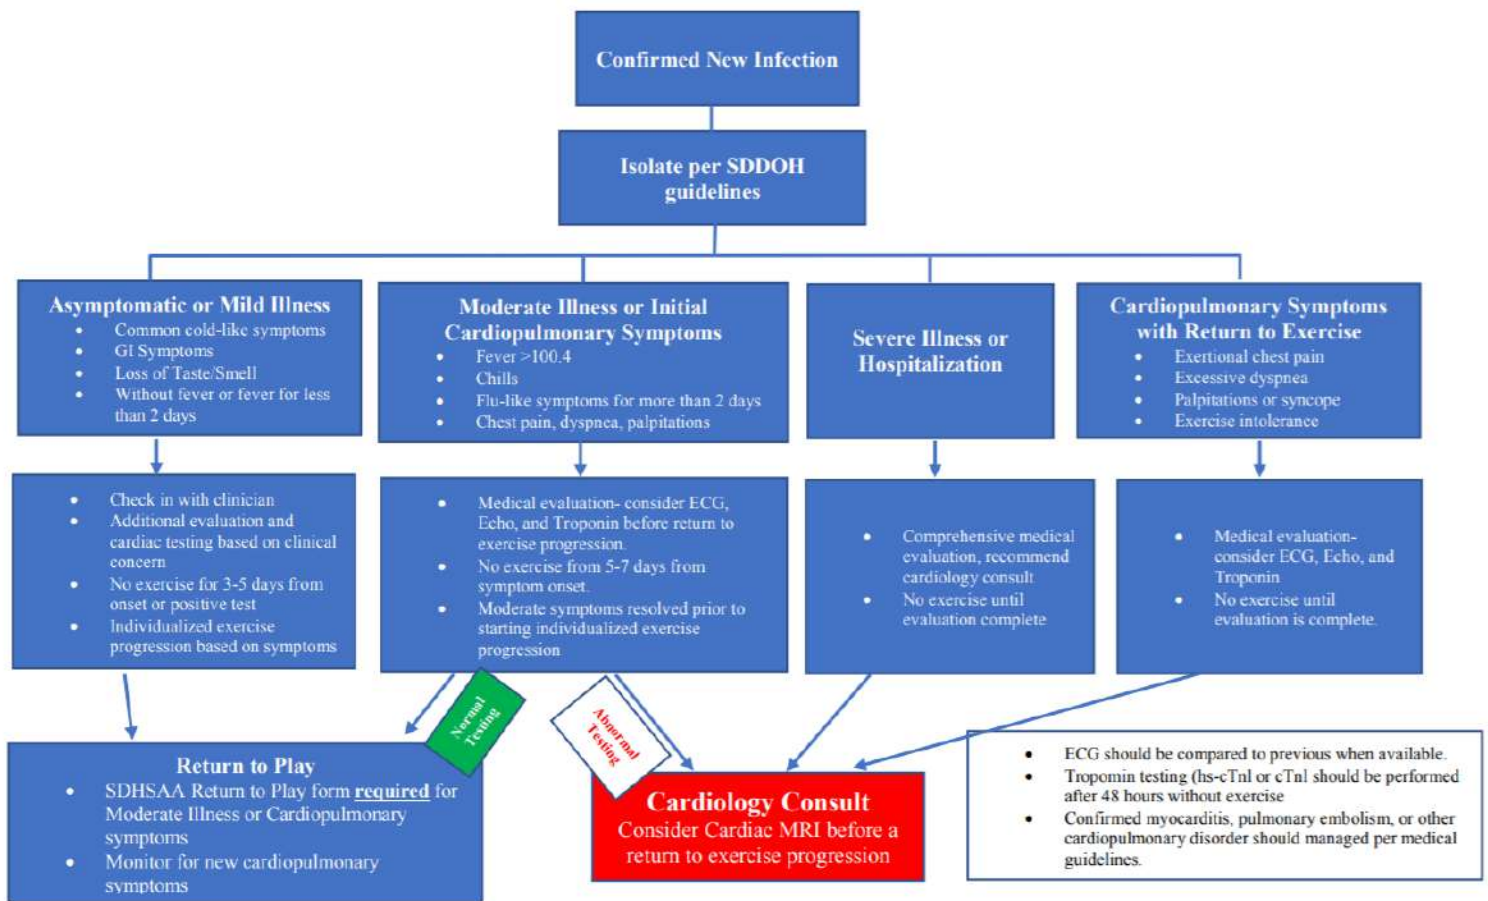 Confirmed New Infection
Isolate per SDDOH
guidelines
Asymptomatic or Mild Illness
• Common cold-like symptoms
• GI Symptoms
• Loss of Taste/Smell
• Without fever or fever for less
than 2 days
Moderate Illness or Initial
Cardiopulmonary Symptoms
• Fever >100.4
• Chills
• Flu-like symptoms for more than 2 days
• Chest pain, dyspnea, palpitations
Severe Illness or
Hospitalization
Cardiopulmonary Symptoms
with Return to Exercise
• Exertional chest pain
• Excessive dyspnea
• Palpitations or syncope
• Exercise intolerance
• Check in with clinician
• Additional evaluation and
cardiac testing based on clinical
concern
• No exercise for 3-5 days from
onset or positive test
• Individualized exercise
progression based on symptoms
• Medical evaluation- consider ECG,
Echo, and Troponin before return to
exercise progression.
• No exercise from 5-7 days from
symptom onset.
• Moderate symptoms resolved prior to
starting individualized exercise
progression
• Comprehensive medical
evaluation, recommend
cardiology consult
• No exercise until
evaluation complete
• Medical evaluation-
consider ECG, Echo, and
Troponin
• No exercise until
evaluation is complete.
Normal
Testing
Abnormal
Testing
Return to Play
• SDHSAA Return to Play form required for
Moderate Illness or Cardiopulmonary
symptoms
• Monitor for new cardiopulmonary
symptoms
Cardiology Consult
Consider Cardiac MRI before a
return to exercise progression
• ECG should be compared to previous when available.
• Tropomin testing (hs-cTnl or cTnl should be performed
after 48 hours without exercise
• Confirmed myocarditis, pulmonary embolism, or other
cardiopulmonary disorder should managed per medical
guidelines.